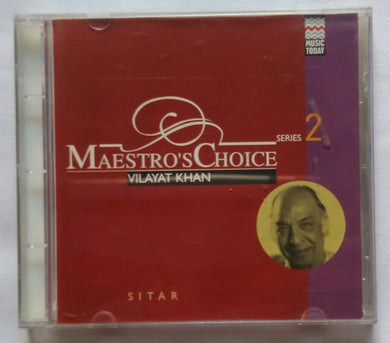 MUSIC
TODAY
SERIES 2
MAESTRO'S CHOICE
VILAYAT KHAN
SITAR